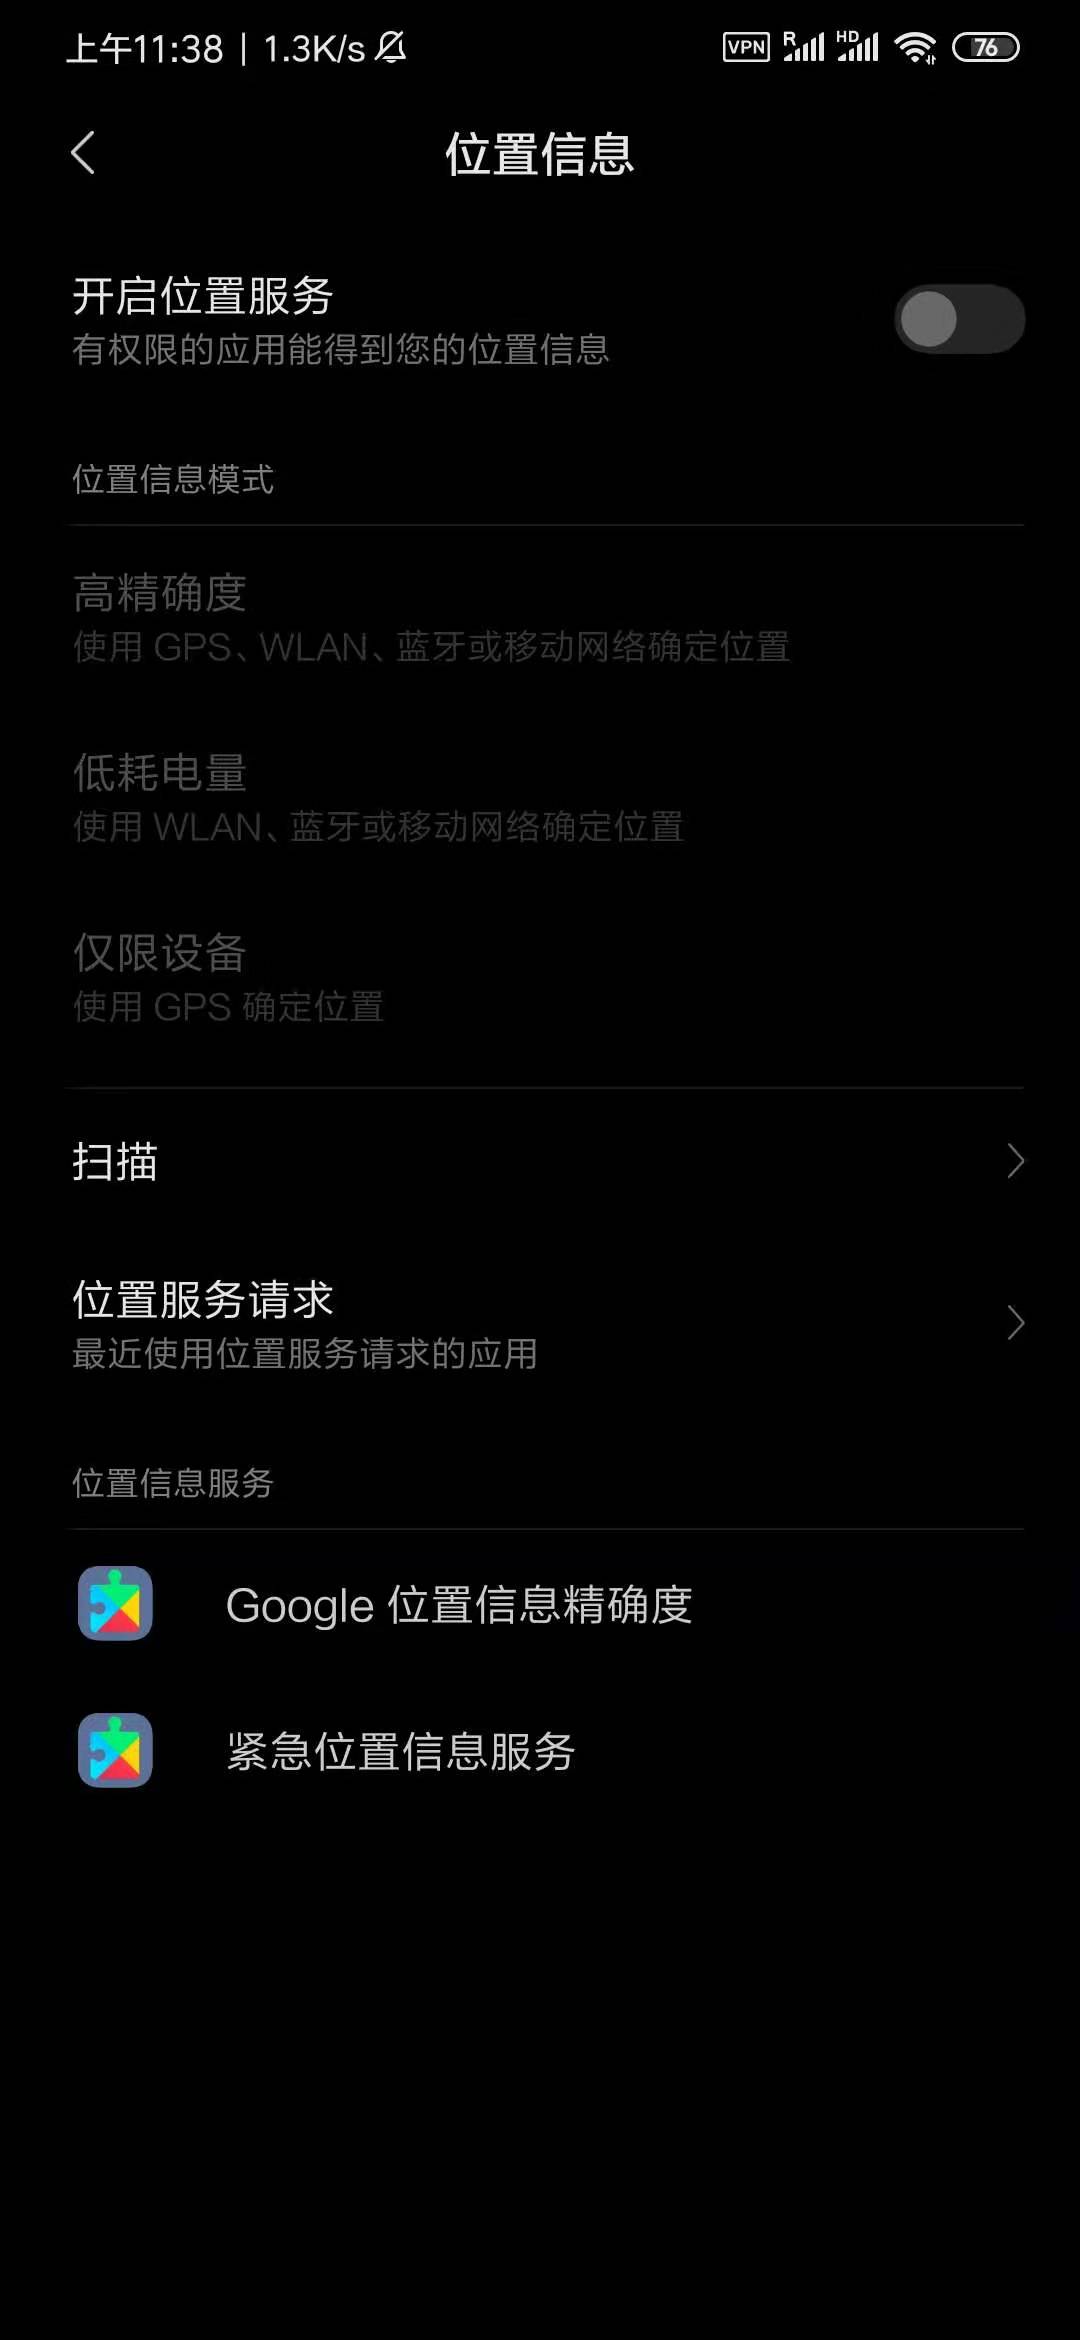 上午11:38 | 1.3K/s
VPN R HD 76
位置信息
开启位置服务
有权限的应用能得到您的位置信息
位置信息模式
高精确度
使用 GPS、WLAN、蓝牙或移动网络确定位置
低耗电量
使用 WLAN、蓝牙或移动网络确定位置
仅限设备
使用 GPS 确定位置
扫描
位置服务请求
最近使用位置服务请求的应用
位置信息服务
Google 位置信息精确度
紧急位置信息服务